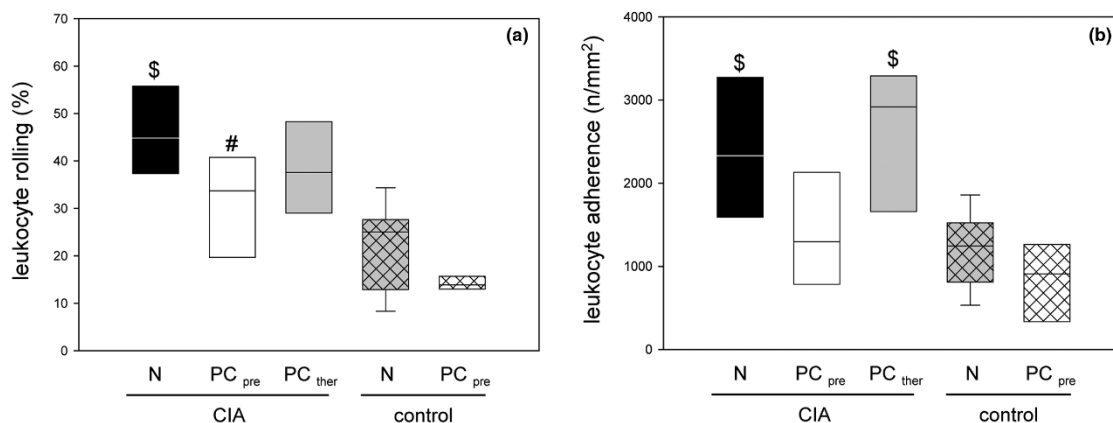 (a)
leukocyte rolling (%)
70
60
50
40
30
20
10
0
$
#
N PC pre PC ther N PC pre
CIA control
(b)
leukocyte adherence (n/mm²)
4000
3000
2000
1000
0
$ $
N PC pre PC ther N PC pre
CIA control